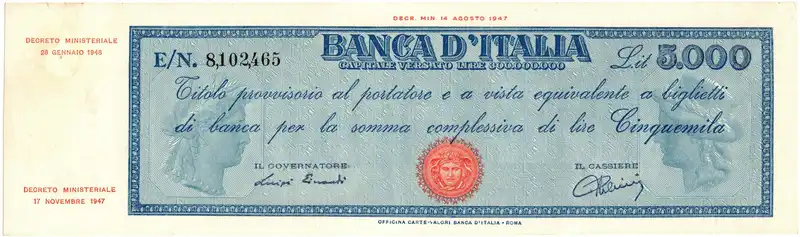 DECR. MIN. 14 AGOSTO 1947
DECRETO MINISTERIALE
28 GENNAIO 1948
E/N. 8,102,465
BANCA D'ITALIA
CAPITALE VERSATO LIRE 300.000.000
Lit 5.000
Titolo provvisorio al portatore e a vista equivalente a biglietti
di banca per la somma complessiva di lire Cinquemila
IL GOVERNATORE
Luigi Einaudi
IL CASSIERE
DECRETO MINISTERIALE
17 NOVEMBRE 1947
OFFICINA CARTE-VALORI BANCA D'ITALIA - ROMA